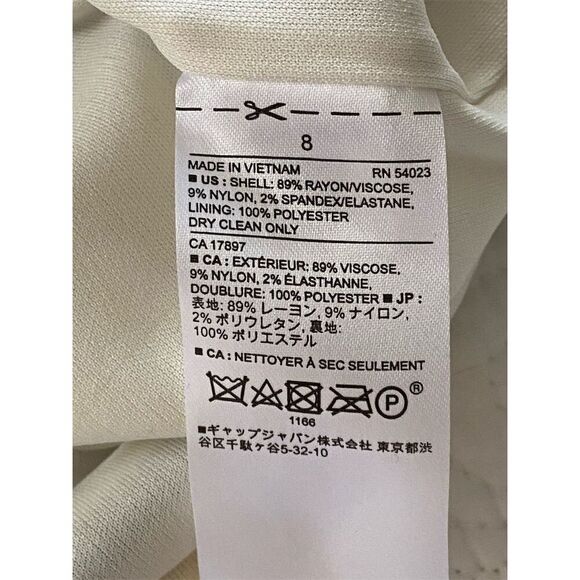 8
MADE IN VIETNAM RN 54023
■ US : SHELL: 89% RAYON/VISCOSE,
9% NYLON, 2% SPANDEX/ELASTANE,
LINING: 100% POLYESTER
DRY CLEAN ONLY
CA 17897
■ CA : EXTÉRIEUR: 89% VISCOSE,
9% NYLON, 2% ÉLASTHANNE,
DOUBLURE: 100% POLYESTER ■ JP :
表地: 89% レーヨン, 9% ナイロン,
2% ポリウレタン, 裏地:
100% ポリエステル
■ CA : NETTOYER À SEC SEULEMENT
P ®
1166
■ギャップジャパン株式会社 東京都渋
谷区千駄ヶ谷5-32-10